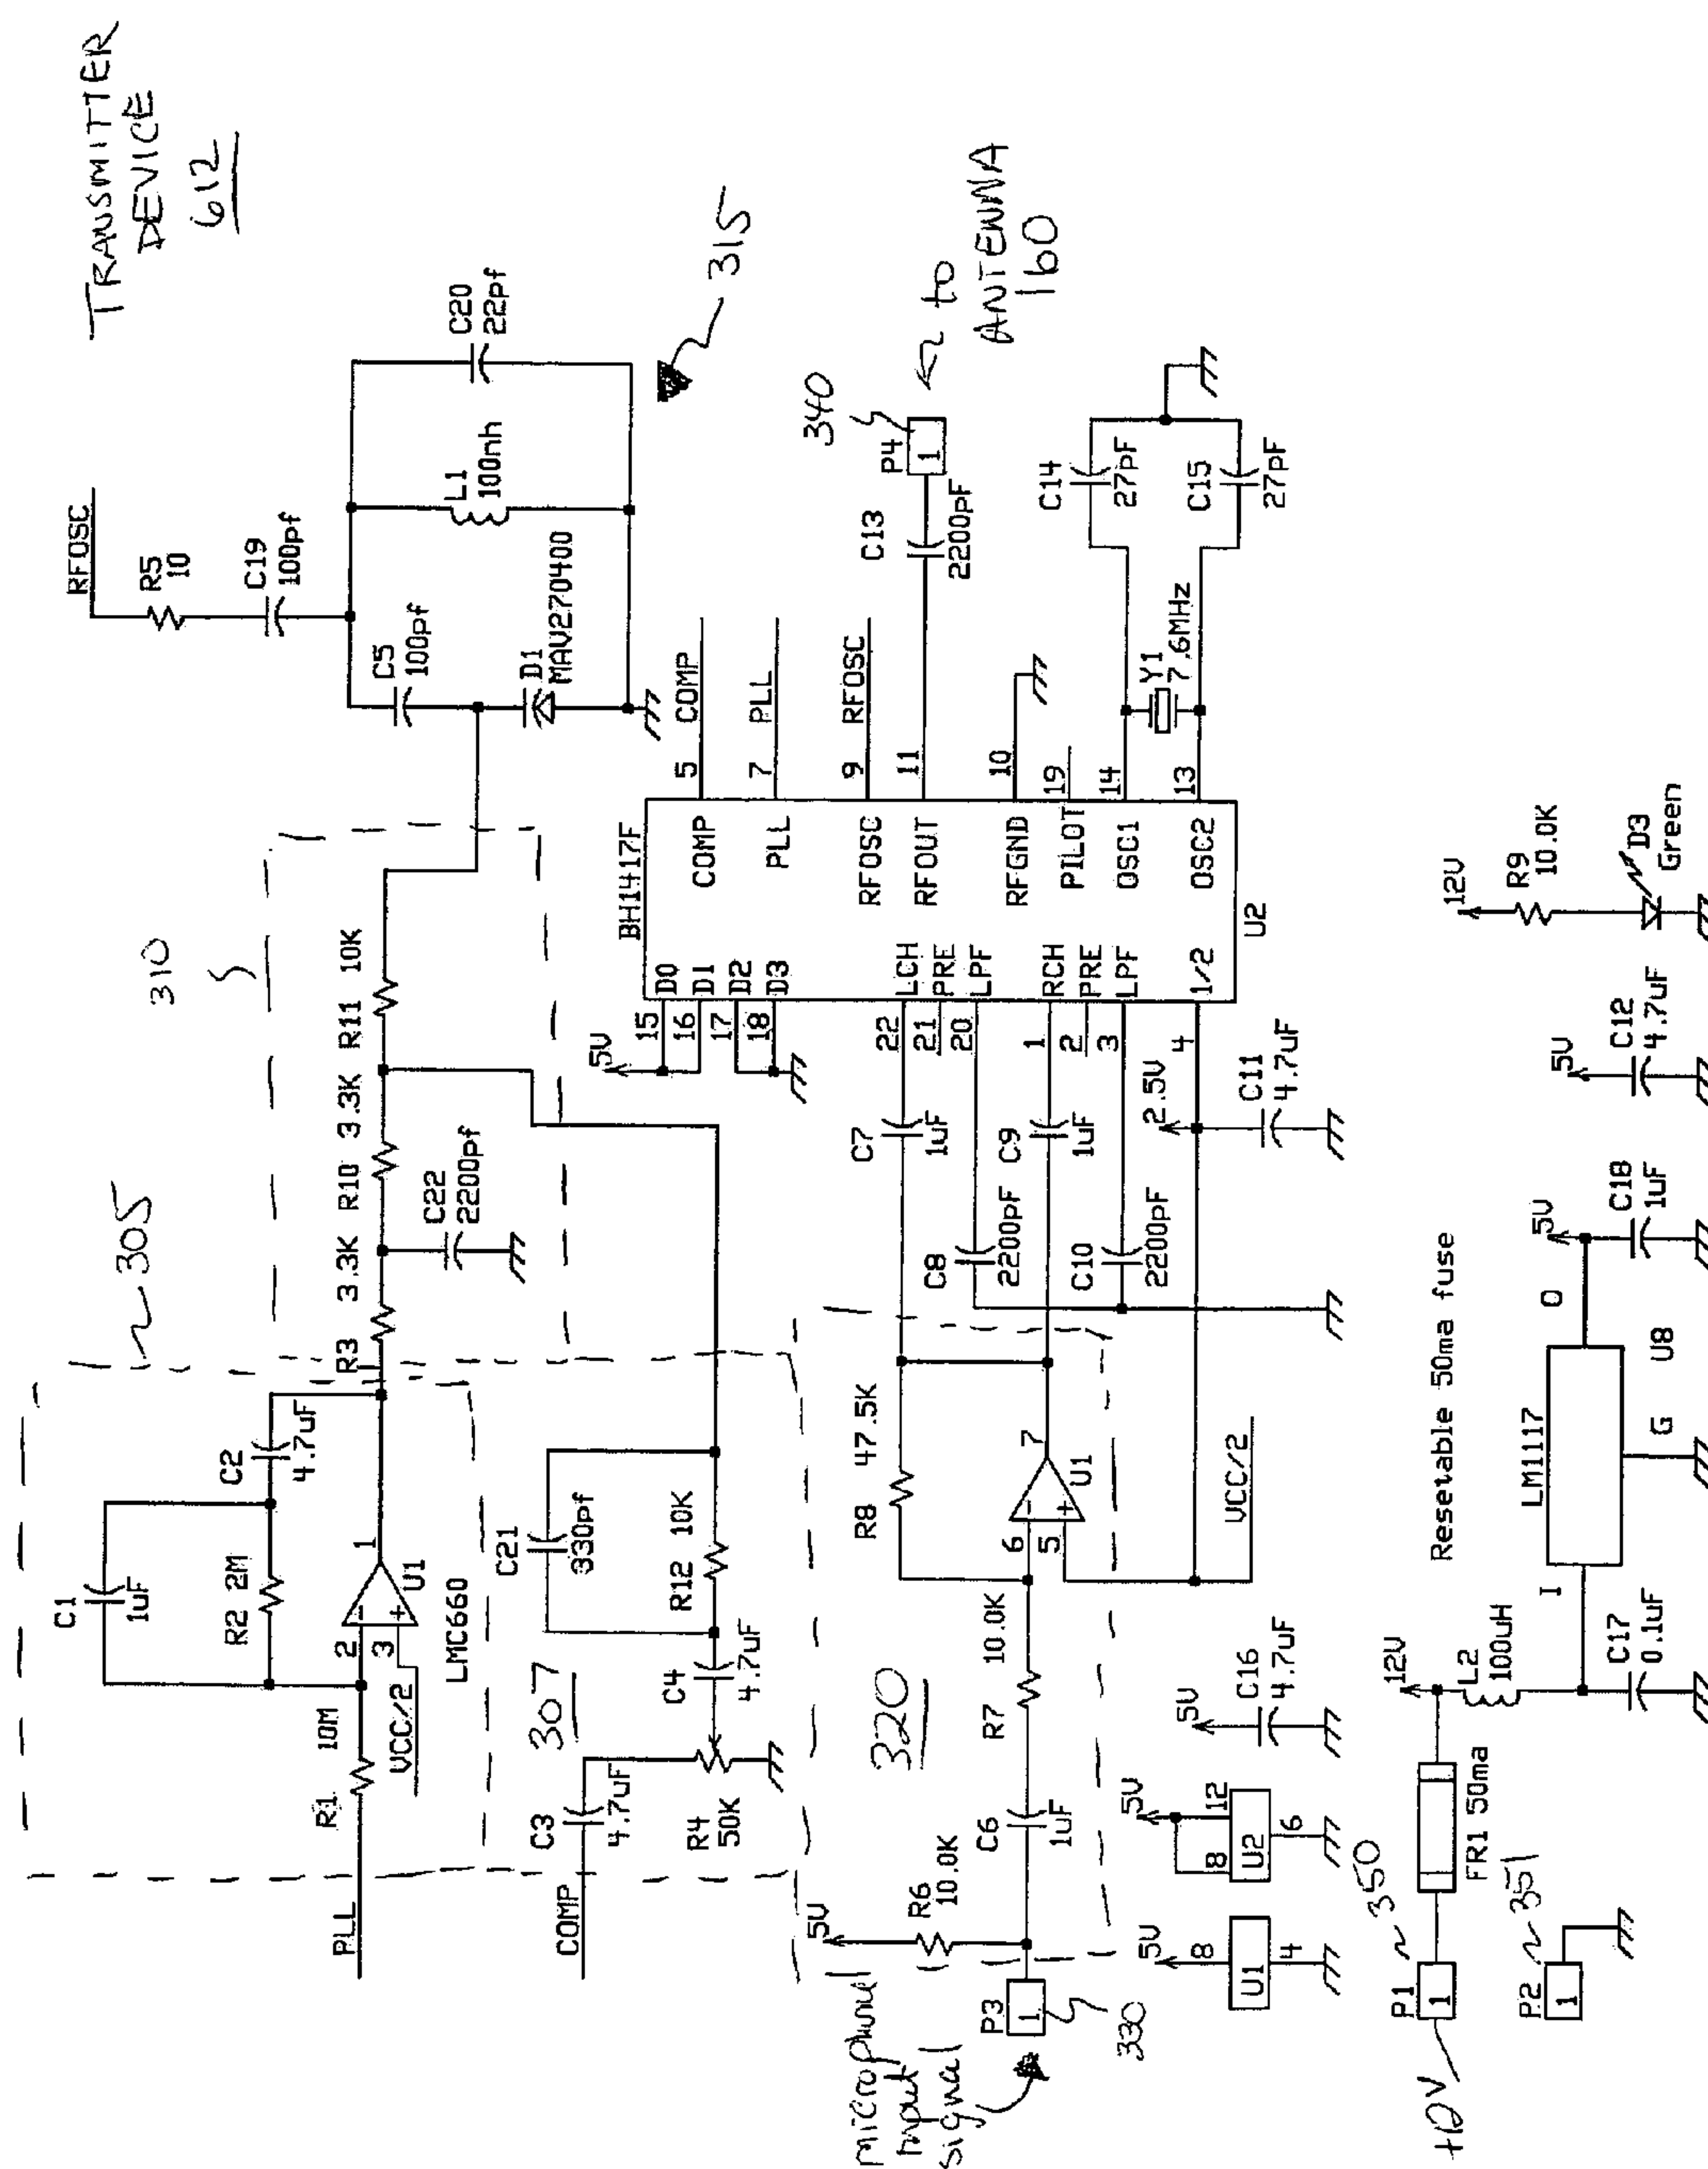 TRANSMITTER
DEVICE
612
RFOSC
R5
10
C19
100pf
C5
100pf
D1
MAV270400
L1
100nh
C20
22pf
315
305
C1
1uF
R2 2M
C2
4.7uF
R1 10M
PLL
2
3
1
U1
VCC/2
LMC660
310
R3 3.3K
R10 3.3K
R11 10K
C22
2200pf
307
COMP
C3
4.7uF
R4
50K
C4
4.7uF
R12 10K
C21
330pf
BH1417F
5V
15 D0
16 D1
17 D2
18 D3
22 LCH
21 PRE
20 LPF
1 RCH
2 PRE
3 LPF
4 1/2
U2
COMP 5 COMP
PLL 7 PLL
RFOSC 9 RFOSC
RFOUT 11
RFGND 10
PILOT 19
OSC1 14
OSC2 13
C13
2200pF
P4
1
340
to
ANTENNA
160
Y1
7.6MHz
C14
27pF
C15
27pF
320
5V
R6
10.0K
microphone
input
signal
P3
1
330
C6
1uF
R7 10.0K
R8 47.5K
6
5
7
U1
VCC/2
C7
1uF
C8
2200pF
C9
1uF
C10
2200pF
2.5V
C11
4.7uF
5V
8
U1
4
5V
8
12
U2
6
5V
C16
4.7uF
+12V
P1
1
350
FR1 50ma
P2
1
351
12V
L2
100uH
C17
0.1uF
Resetable 50ma fuse
LM1117
I
O
G
U8
5V
C18
1uF
5V
C12
4.7uF
12V
R9
10.0K
D3
Green